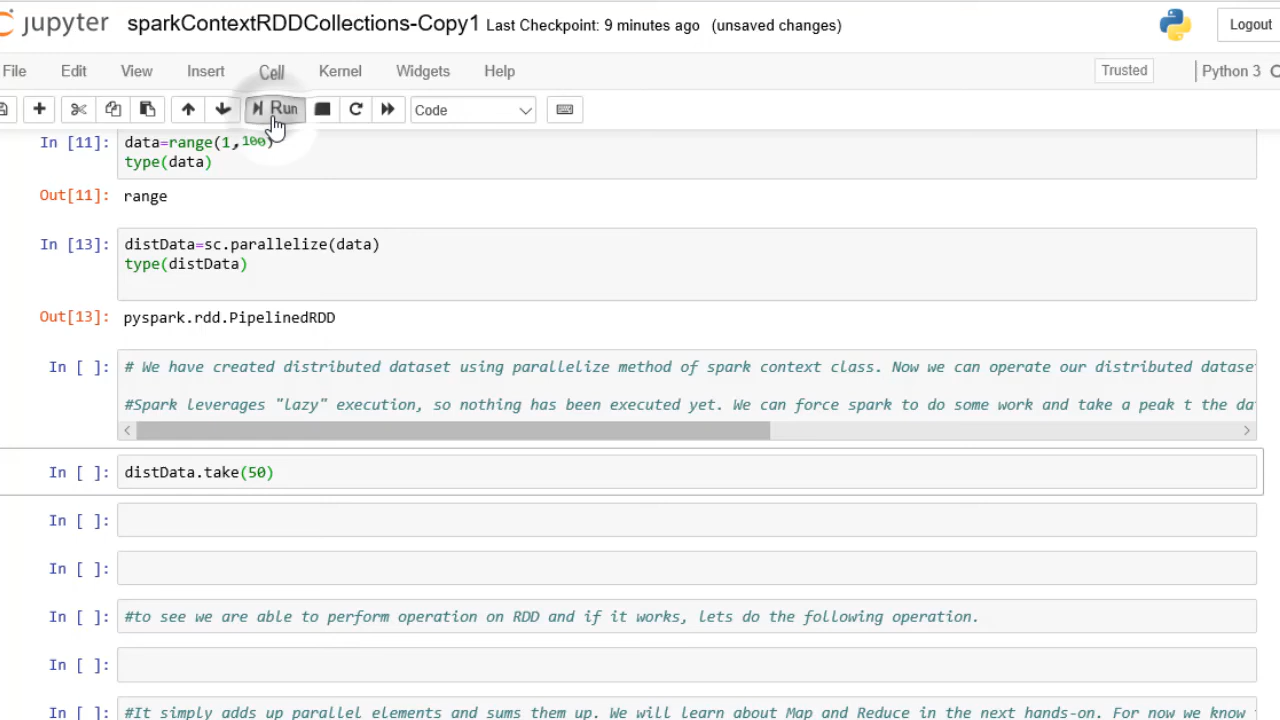 jupyter sparkContextRDDCollections-Copy1 Last Checkpoint: 9 minutes ago (unsaved changes) Logout
File Edit View Insert Cell Kernel Widgets Help Trusted Python 3
Run Code
In [11]: data=range(1,100)
type(data)
Out[11]: range
In [13]: distData=sc.parallelize(data)
type(distData)
Out[13]: pyspark.rdd.PipelinedRDD
In [ ]: # We have created distributed dataset using parallelize method of spark context class. Now we can operate our distributed datase
#Spark leverages "lazy" execution, so nothing has been executed yet. We can force spark to do some work and take a peak t the da
In [ ]: distData.take(50)
In [ ]:
In [ ]:
In [ ]: #to see we are able to perform operation on RDD and if it works, lets do the following operation.
In [ ]:
In [ ]: #It simply adds up parallel elements and sums them up. We will learn about Map and Reduce in the next hands-on. For now we know